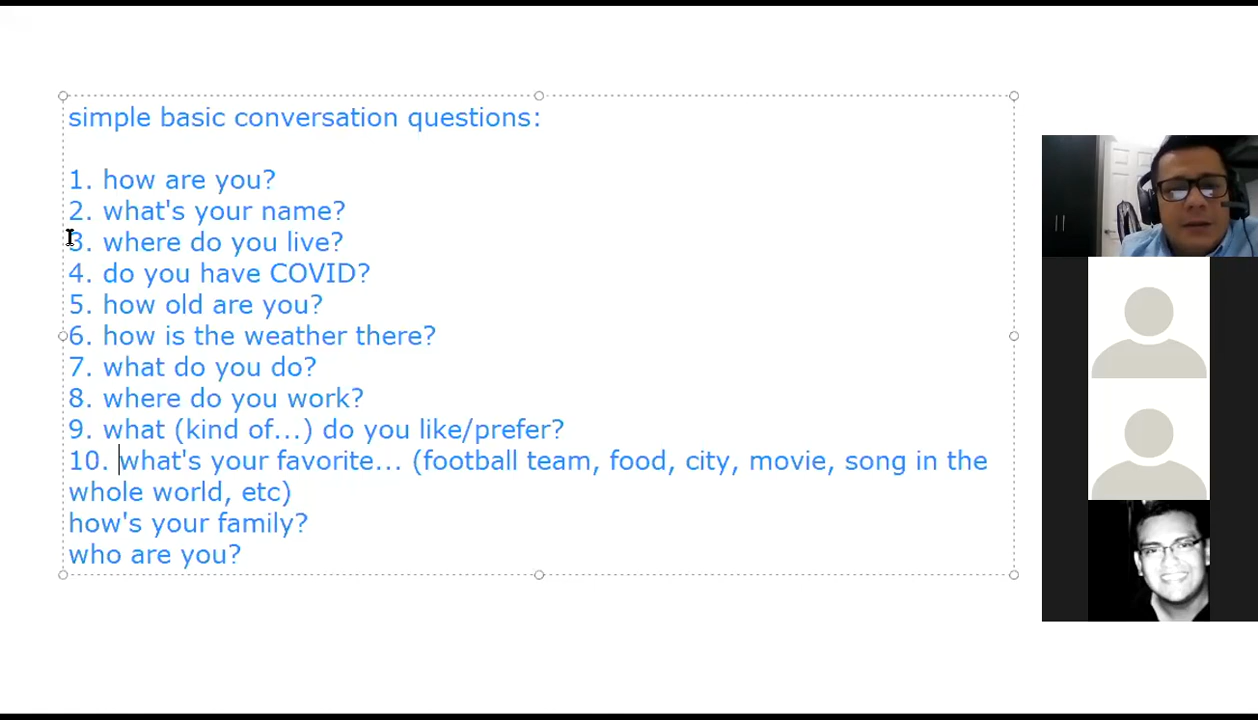 simple basic conversation questions:
1. how are you?
2. what's your name?
3. where do you live?
4. do you have COVID?
5. how old are you?
6. how is the weather there?
7. what do you do?
8. where do you work?
9. what (kind of...) do you like/prefer?
10. what's your favorite... (football team, food, city, movie, song in the
whole world, etc)
how's your family?
who are you?